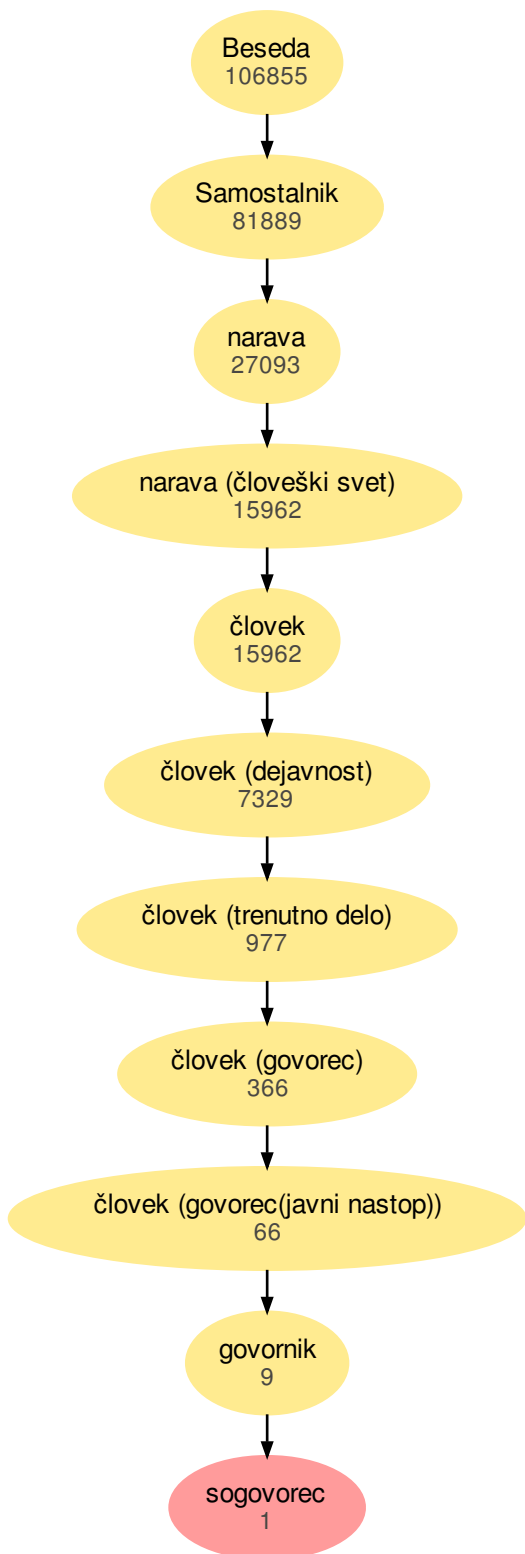 Beseda
106855
Samostalnik
81889
narava
27093
narava (človeški svet)
15962
človek
15962
človek (dejavnost)
7329
človek (trenutno delo)
977
človek (govorec)
366
človek (govorec(javni nastop))
66
govornik
9
sogovorec
1